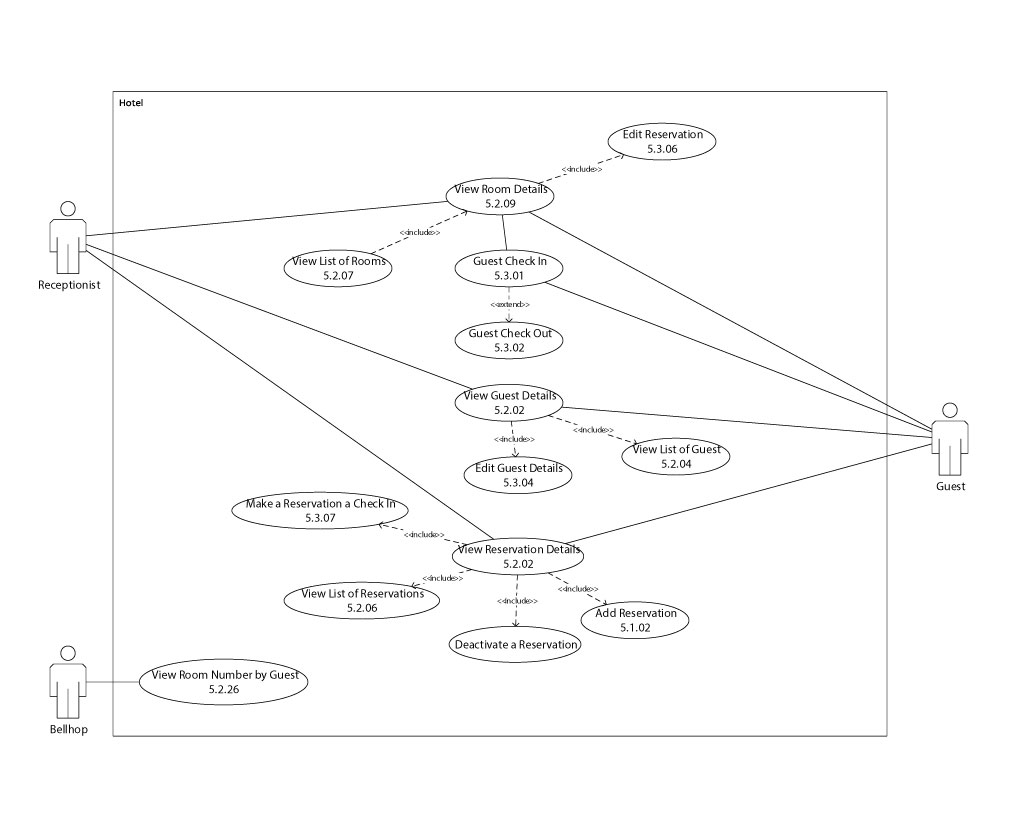 Hotel
Edit Reservation
5.3.06
<<include>>
View Room Details
5.2.09
<<include>>
View List of Rooms
5.2.07
Guest Check In
5.3.01
Receptionist
<<extend>>
Guest Check Out
5.3.02
View Guest Details
5.2.02
<<include>>
<<include>>
View List of Guest
5.2.04
Edit Guest Details
5.3.04
Guest
Make a Reservation a Check In
5.3.07
<<include>>
View Reservation Details
5.2.02
<<include>>
<<include>>
<<include>>
View List of Reservations
5.2.06
Add Reservation
5.1.02
Deactivate a Reservation
View Room Number by Guest
5.2.26
Bellhop